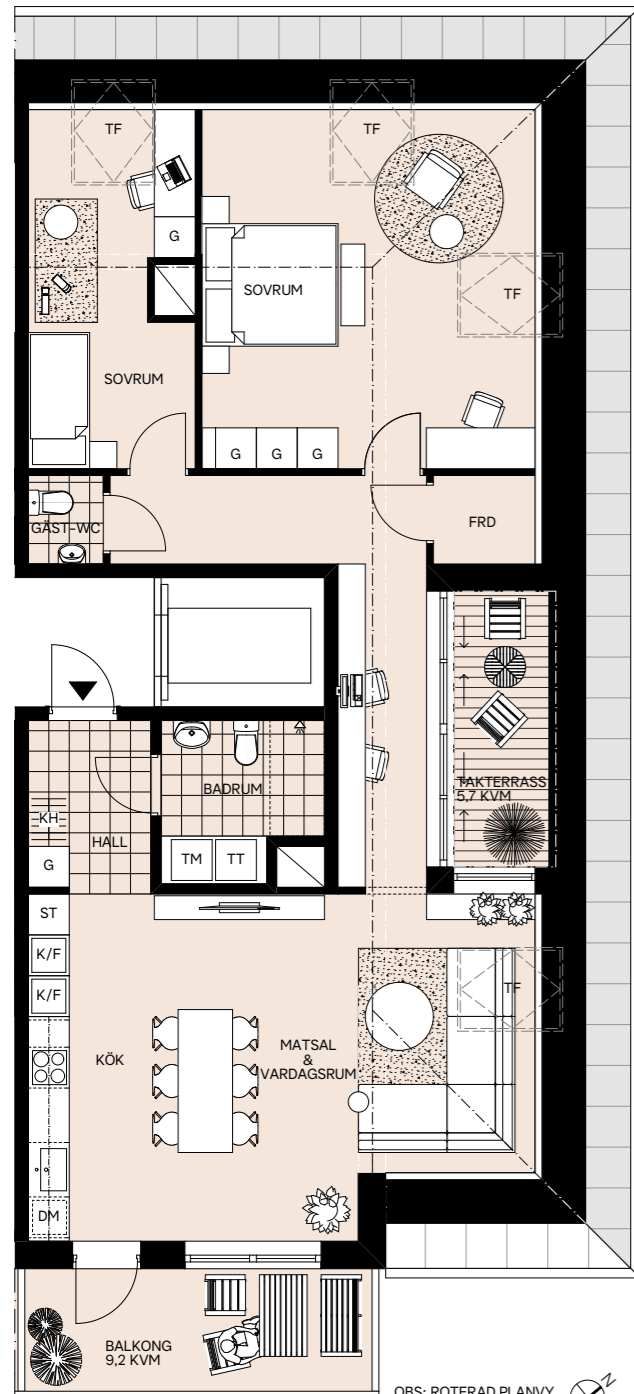 TF
TF
G
SOVRUM
TF
SOVRUM
G G G
GÄST-WC
FRD
TAKTERRASS
5,7 KVM
BADRUM
KH
HALL
G
TM TT
ST
K/F
TF
K/F
KÖK
MATSAL
&
VARDAGSRUM
DM
BALKONG
9,2 KVM
OBS: ROTERAD PLANVY
N